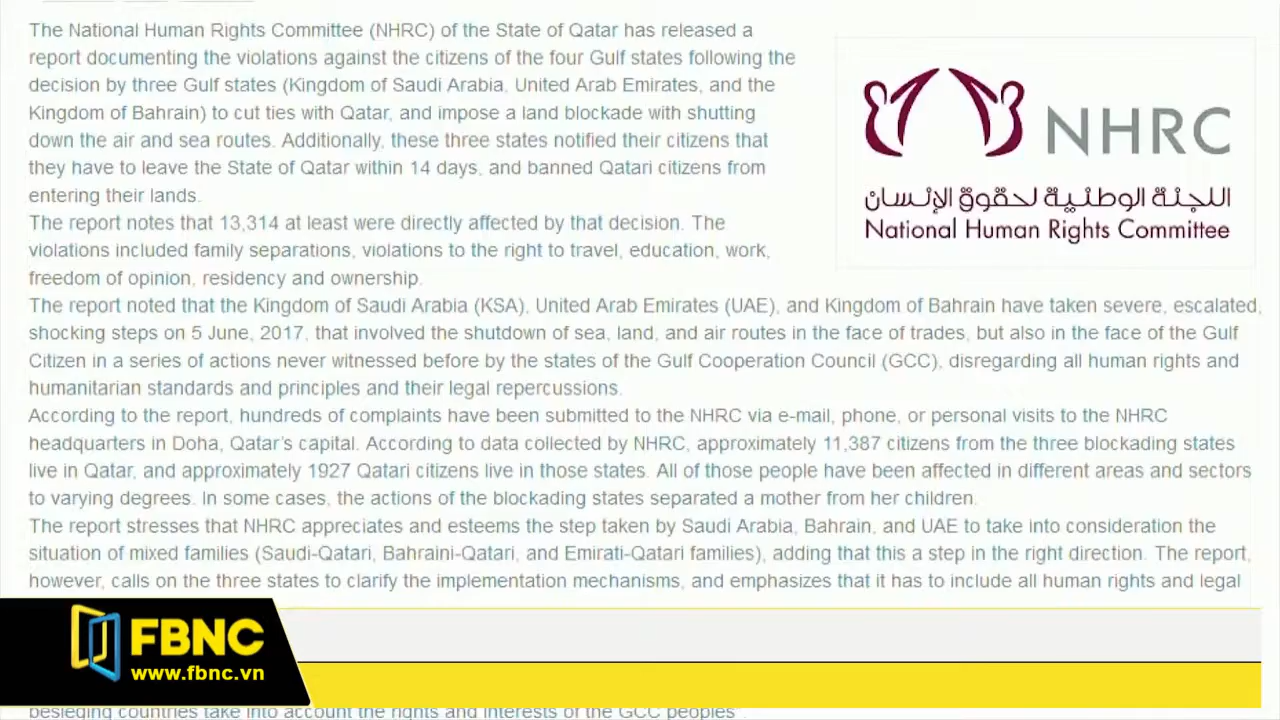 The National Human Rights Committee (NHRC) of the State of Qatar has released a
report documenting the violations against the citizens of the four Gulf states following the
decision by three Gulf states (Kingdom of Saudi Arabia, United Arab Emirates, and the
Kingdom of Bahrain) to cut ties with Qatar, and impose a land blockade with shutting
down the air and sea routes. Additionally, these three states notified their citizens that
they have to leave the State of Qatar within 14 days, and banned Qatari citizens from
entering their lands.
NHRC
اللجنة الوطنية لحقوق الإنسان
National Human Rights Committee
The report notes that 13,314 at least were directly affected by that decision. The
violations included family separations, violations to the right to travel, education, work,
freedom of opinion, residency and ownership.
The report noted that the Kingdom of Saudi Arabia (KSA), United Arab Emirates (UAE), and Kingdom of Bahrain have taken severe, escalated,
shocking steps on 5 June, 2017, that involved the shutdown of sea, land, and air routes in the face of trades, but also in the face of the Gulf
Citizen in a series of actions never witnessed before by the states of the Gulf Cooperation Council (GCC), disregarding all human rights and
humanitarian standards and principles and their legal repercussions.
According to the report, hundreds of complaints have been submitted to the NHRC via e-mail, phone, or personal visits to the NHRC
headquarters in Doha, Qatar's capital. According to data collected by NHRC, approximately 11,387 citizens from the three blockading states
live in Qatar, and approximately 1927 Qatari citizens live in those states. All of those people have been affected in different areas and sectors
to varying degrees. In some cases, the actions of the blockading states separated a mother from her children.
The report stresses that NHRC appreciates and esteems the step taken by Saudi Arabia, Bahrain, and UAE to take into consideration the
situation of mixed families (Saudi-Qatari, Bahraini-Qatari, and Emirati-Qatari families), adding that this a step in the right direction. The report,
however, calls on the three states to clarify the implementation mechanisms, and emphasizes that it has to include all human rights and legal
FBNC
www.fbnc.vn
besieging countries take into account the rights and interests of the GCC peoples".